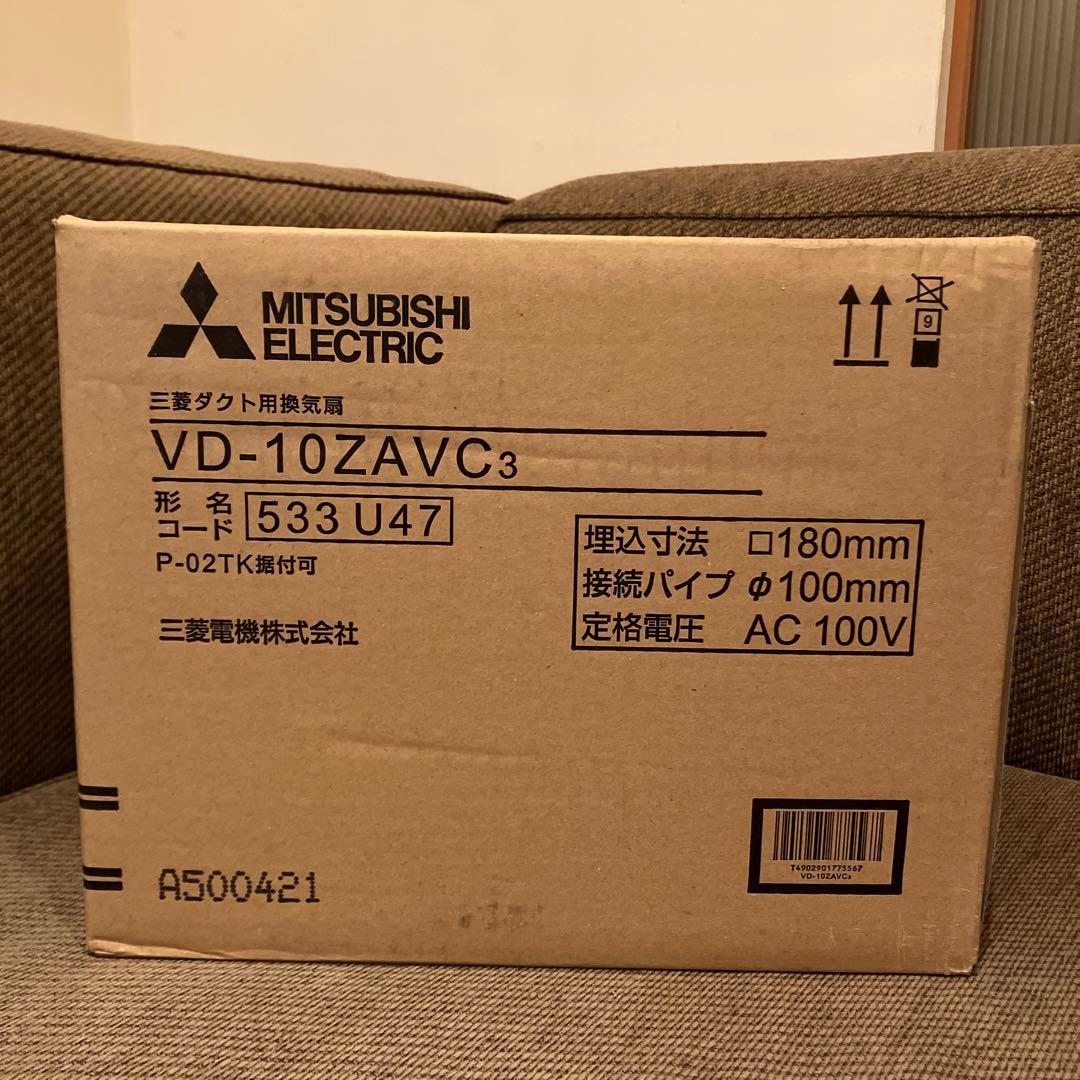 MITSUBISHI
ELECTRIC
9
三菱ダクト用換気扇
VD-10ZAVC₃
形名
コード 533 U47
P-02TK据付可
埋込寸法 □180mm
接続パイプ φ100mm
定格電圧 AC 100V
三菱電機株式会社
A500421
T4902901775567
VD-10ZAVC₃